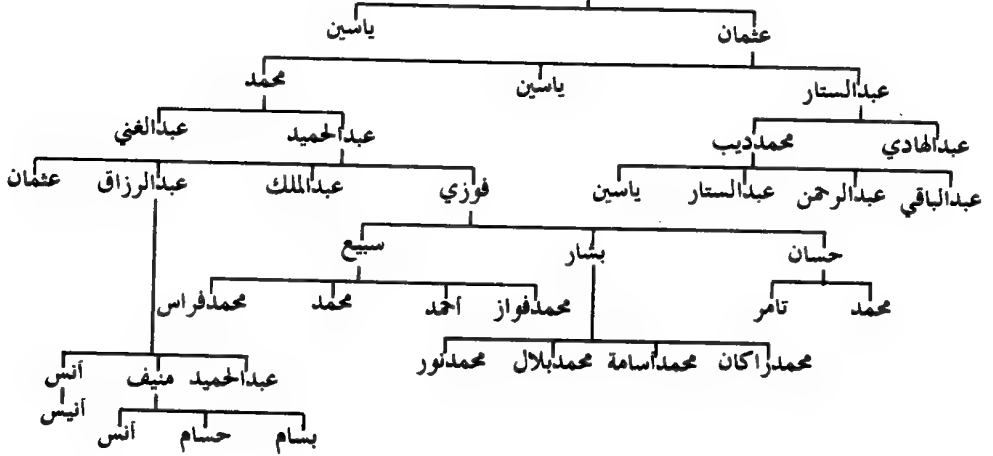 عثمان ياسين
عبدالستار ياسين محمد
عبدالهادي محمدديب عبدالحميد عبدالغني
عبدالباقي عبدالرحمن عبدالستار ياسين فوزي عبدالملك عبدالرزاق عثمان
حسان بشار سبيع
محمد تامر محمدفواز أحمد محمد محمدفراس
محمدراكان محمدأسامة محمدبلال محمدنور
عبدالحميد منيف أنس
أنيس
بسام حسام أنس